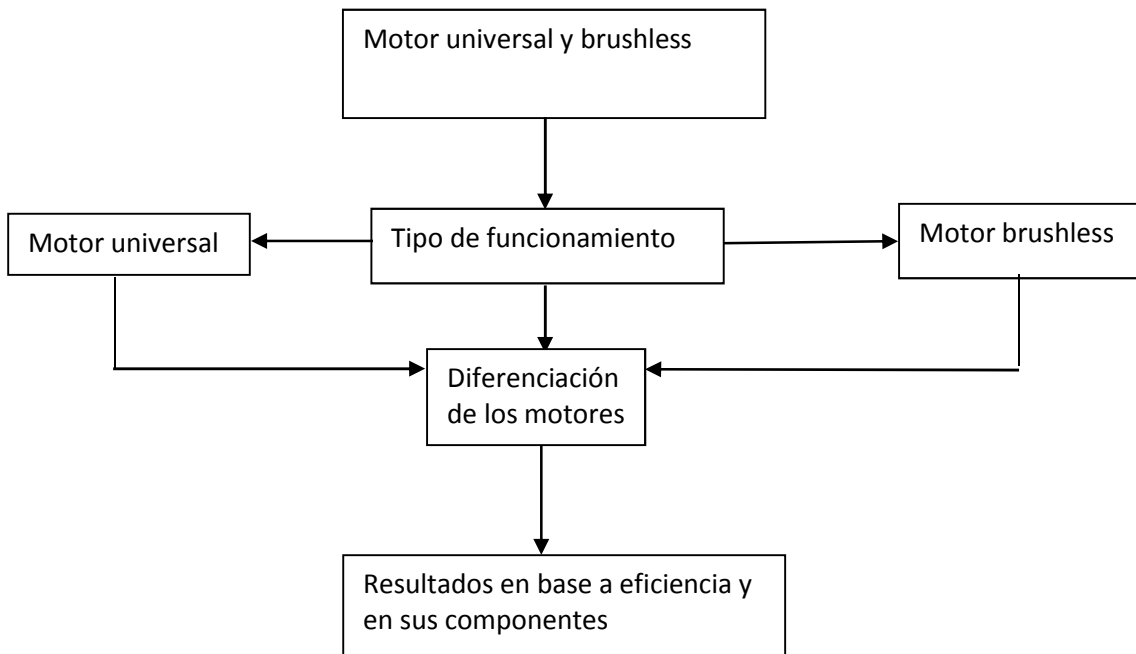 Motor universal y brushless
Motor universal
Tipo de funcionamiento
Motor brushless
Diferenciación
de los motores
Resultados en base a eficiencia y
en sus componentes